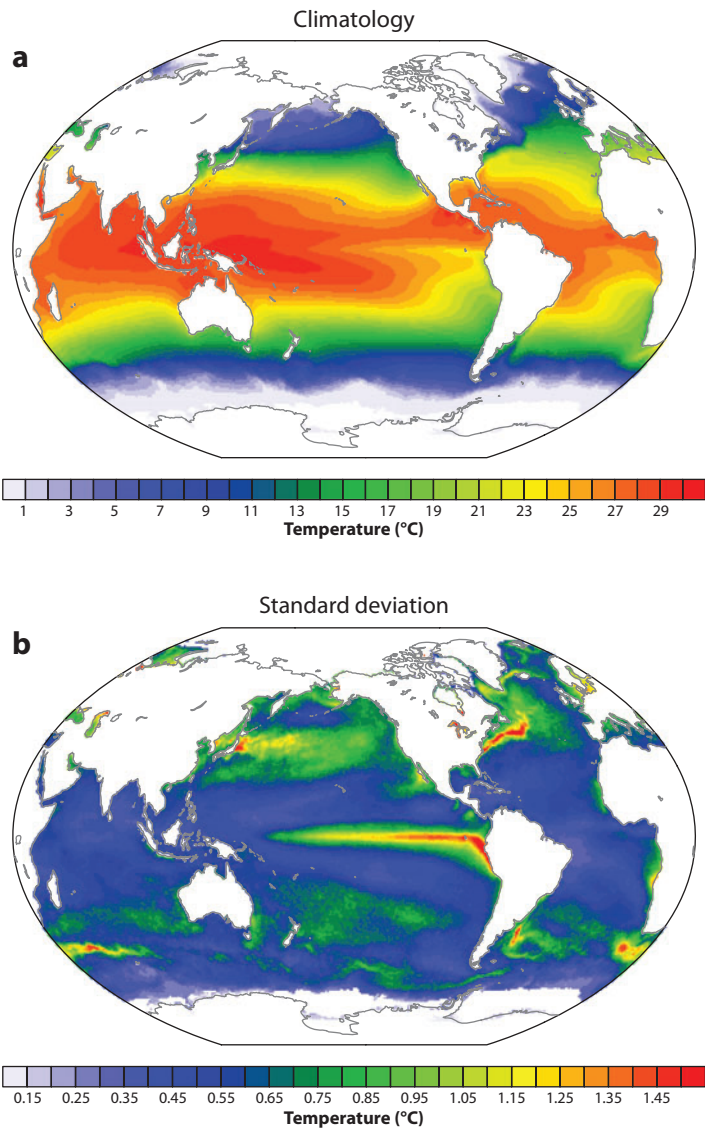 Climatology
a
1 3 5 7 9 11 13 15 17 19 21 23 25 27 29
Temperature (°C)
Standard deviation
b
0.15 0.25 0.35 0.45 0.55 0.65 0.75 0.85 0.95 1.05 1.15 1.25 1.35 1.45
Temperature (°C)